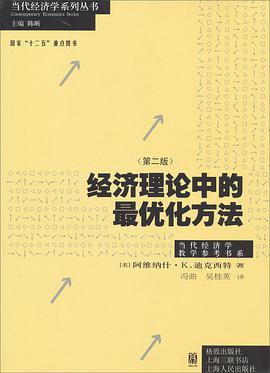 当代经济学系列丛书
Contemporary Economics Series
主编 陈昕
国家“十二五”重点图书
（第二版）
经济理论中的
最优化方法
当代经济学
教学参考书系
［美］阿维纳什·K.迪克西特 著
冯曲 吴桂英 译
格致出版社
上海三联书店
上海人民出版社